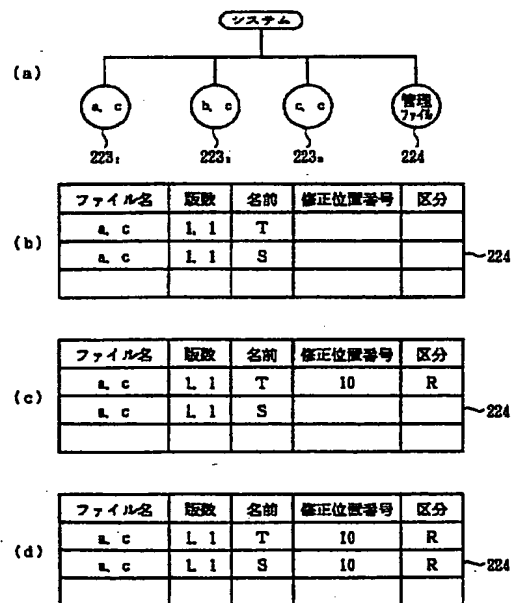 システム
(a)
a. c
b. c
c. c
管理
ファイル
223₁
223₂
223ₙ
224
(b)
ファイル名 版数 名前 修正位置番号 区分
a. c 1. 1 T
a. c 1. 1 S
224
(c)
ファイル名 版数 名前 修正位置番号 区分
a. c 1. 1 T 10 R
a. c 1. 1 S
224
(d)
ファイル名 版数 名前 修正位置番号 区分
a. c 1. 1 T 10 R
a. c 1. 1 S 10 R
224